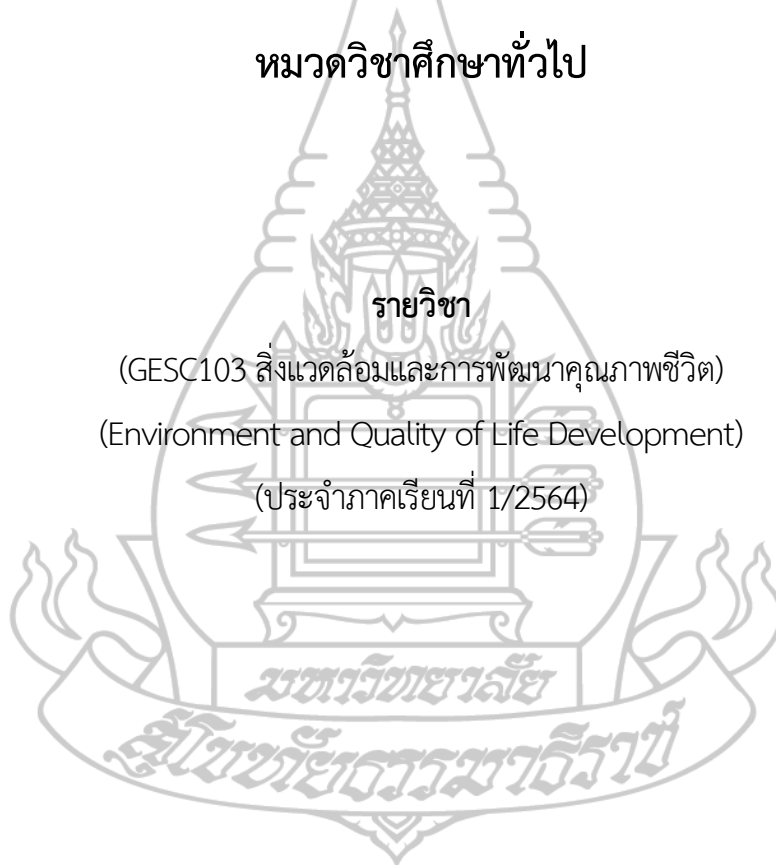 หมวดวิชาศึกษาทั่วไป
รายวิชา
(GESC103 สิ่งแวดล้อมและการพัฒนาคุณภาพชีวิต)
(Environment and Quality of Life Development)
(ประจำภาคเรียนที่ 1/2564)
มหาวิทยาลัย
สุโขทัยธรรมาธิราช